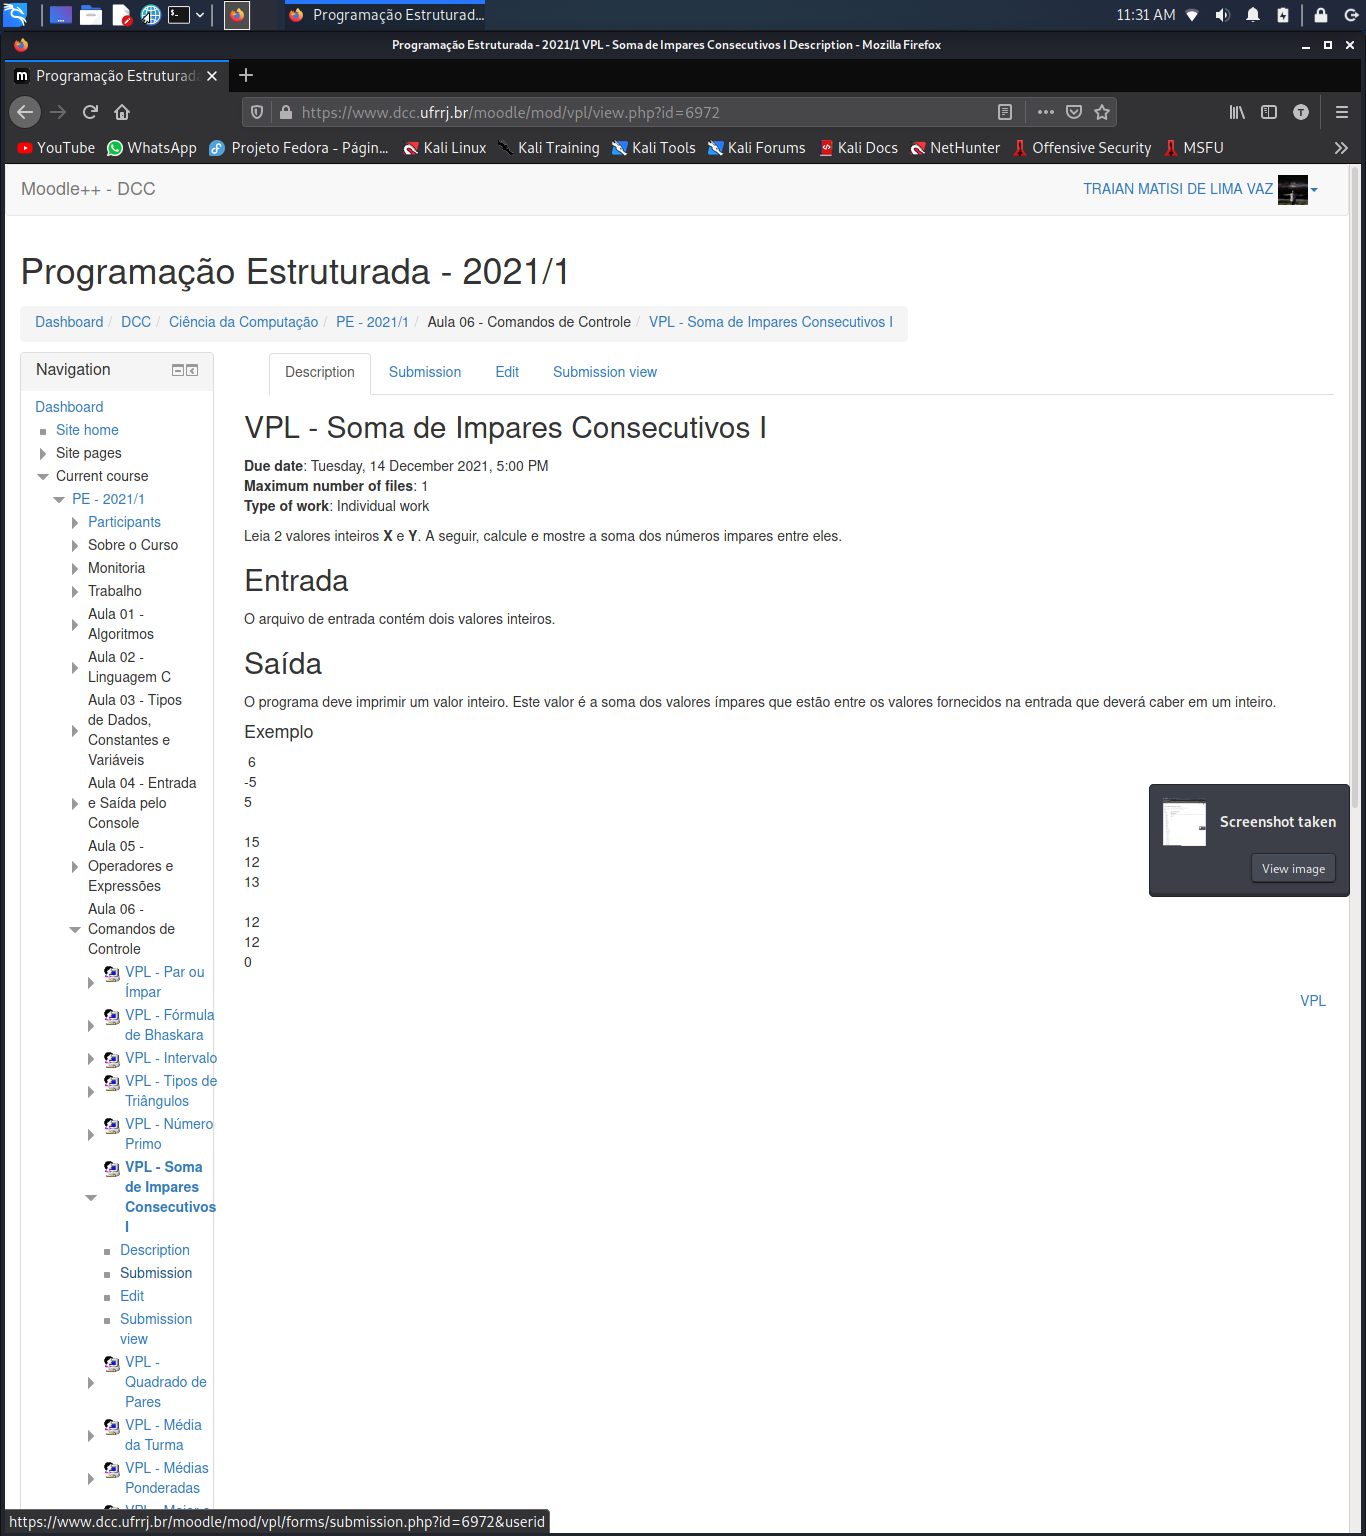 Programação Estruturad...
11:31 AM
Programação Estruturada - 2021/1 VPL - Soma de Impares Consecutivos I Description - Mozilla Firefox
Programação Estruturad
https://www.dcc.ufrrj.br/moodle/mod/vpl/view.php?id=6972
T
YouTube WhatsApp Projeto Fedora - Págin... Kali Linux Kali Training Kali Tools Kali Forums Kali Docs NetHunter Offensive Security MSFU
Moodle++ - DCC
TRAIAN MATISI DE LIMA VAZ
Programação Estruturada - 2021/1
Dashboard / DCC / Ciência da Computação / PE - 2021/1 / Aula 06 - Comandos de Controle / VPL - Soma de Impares Consecutivos I
Navigation
Dashboard
Site home
Site pages
Current course
PE - 2021/1
Participants
Sobre o Curso
Monitoria
Trabalho
Aula 01 -
Algoritmos
Aula 02 -
Linguagem C
Aula 03 - Tipos
de Dados,
Constantes e
Variáveis
Aula 04 - Entrada
e Saída pelo
Console
Aula 05 -
Operadores e
Expressões
Aula 06 -
Comandos de
Controle
VPL - Par ou
Ímpar
VPL - Fórmula
de Bhaskara
VPL - Intervalo
VPL - Tipos de
Triângulos
VPL - Número
Primo
VPL - Soma
de Impares
Consecutivos
I
Description
Submission
Edit
Submission
view
VPL -
Quadrado de
Pares
VPL - Média
da Turma
VPL - Médias
Ponderadas
Description Submission Edit Submission view
VPL - Soma de Impares Consecutivos I
Due date: Tuesday, 14 December 2021, 5:00 PM
Maximum number of files: 1
Type of work: Individual work
Leia 2 valores inteiros X e Y. A seguir, calcule e mostre a soma dos números impares entre eles.
Entrada
O arquivo de entrada contém dois valores inteiros.
Saída
O programa deve imprimir um valor inteiro. Este valor é a soma dos valores ímpares que estão entre os valores fornecidos na entrada que deverá caber em um inteiro.
Exemplo
6
-5
5
15
12
13
12
12
0
VPL
Screenshot taken
View image
https://www.dcc.ufrrj.br/moodle/mod/vpl/forms/submission.php?id=6972&userid